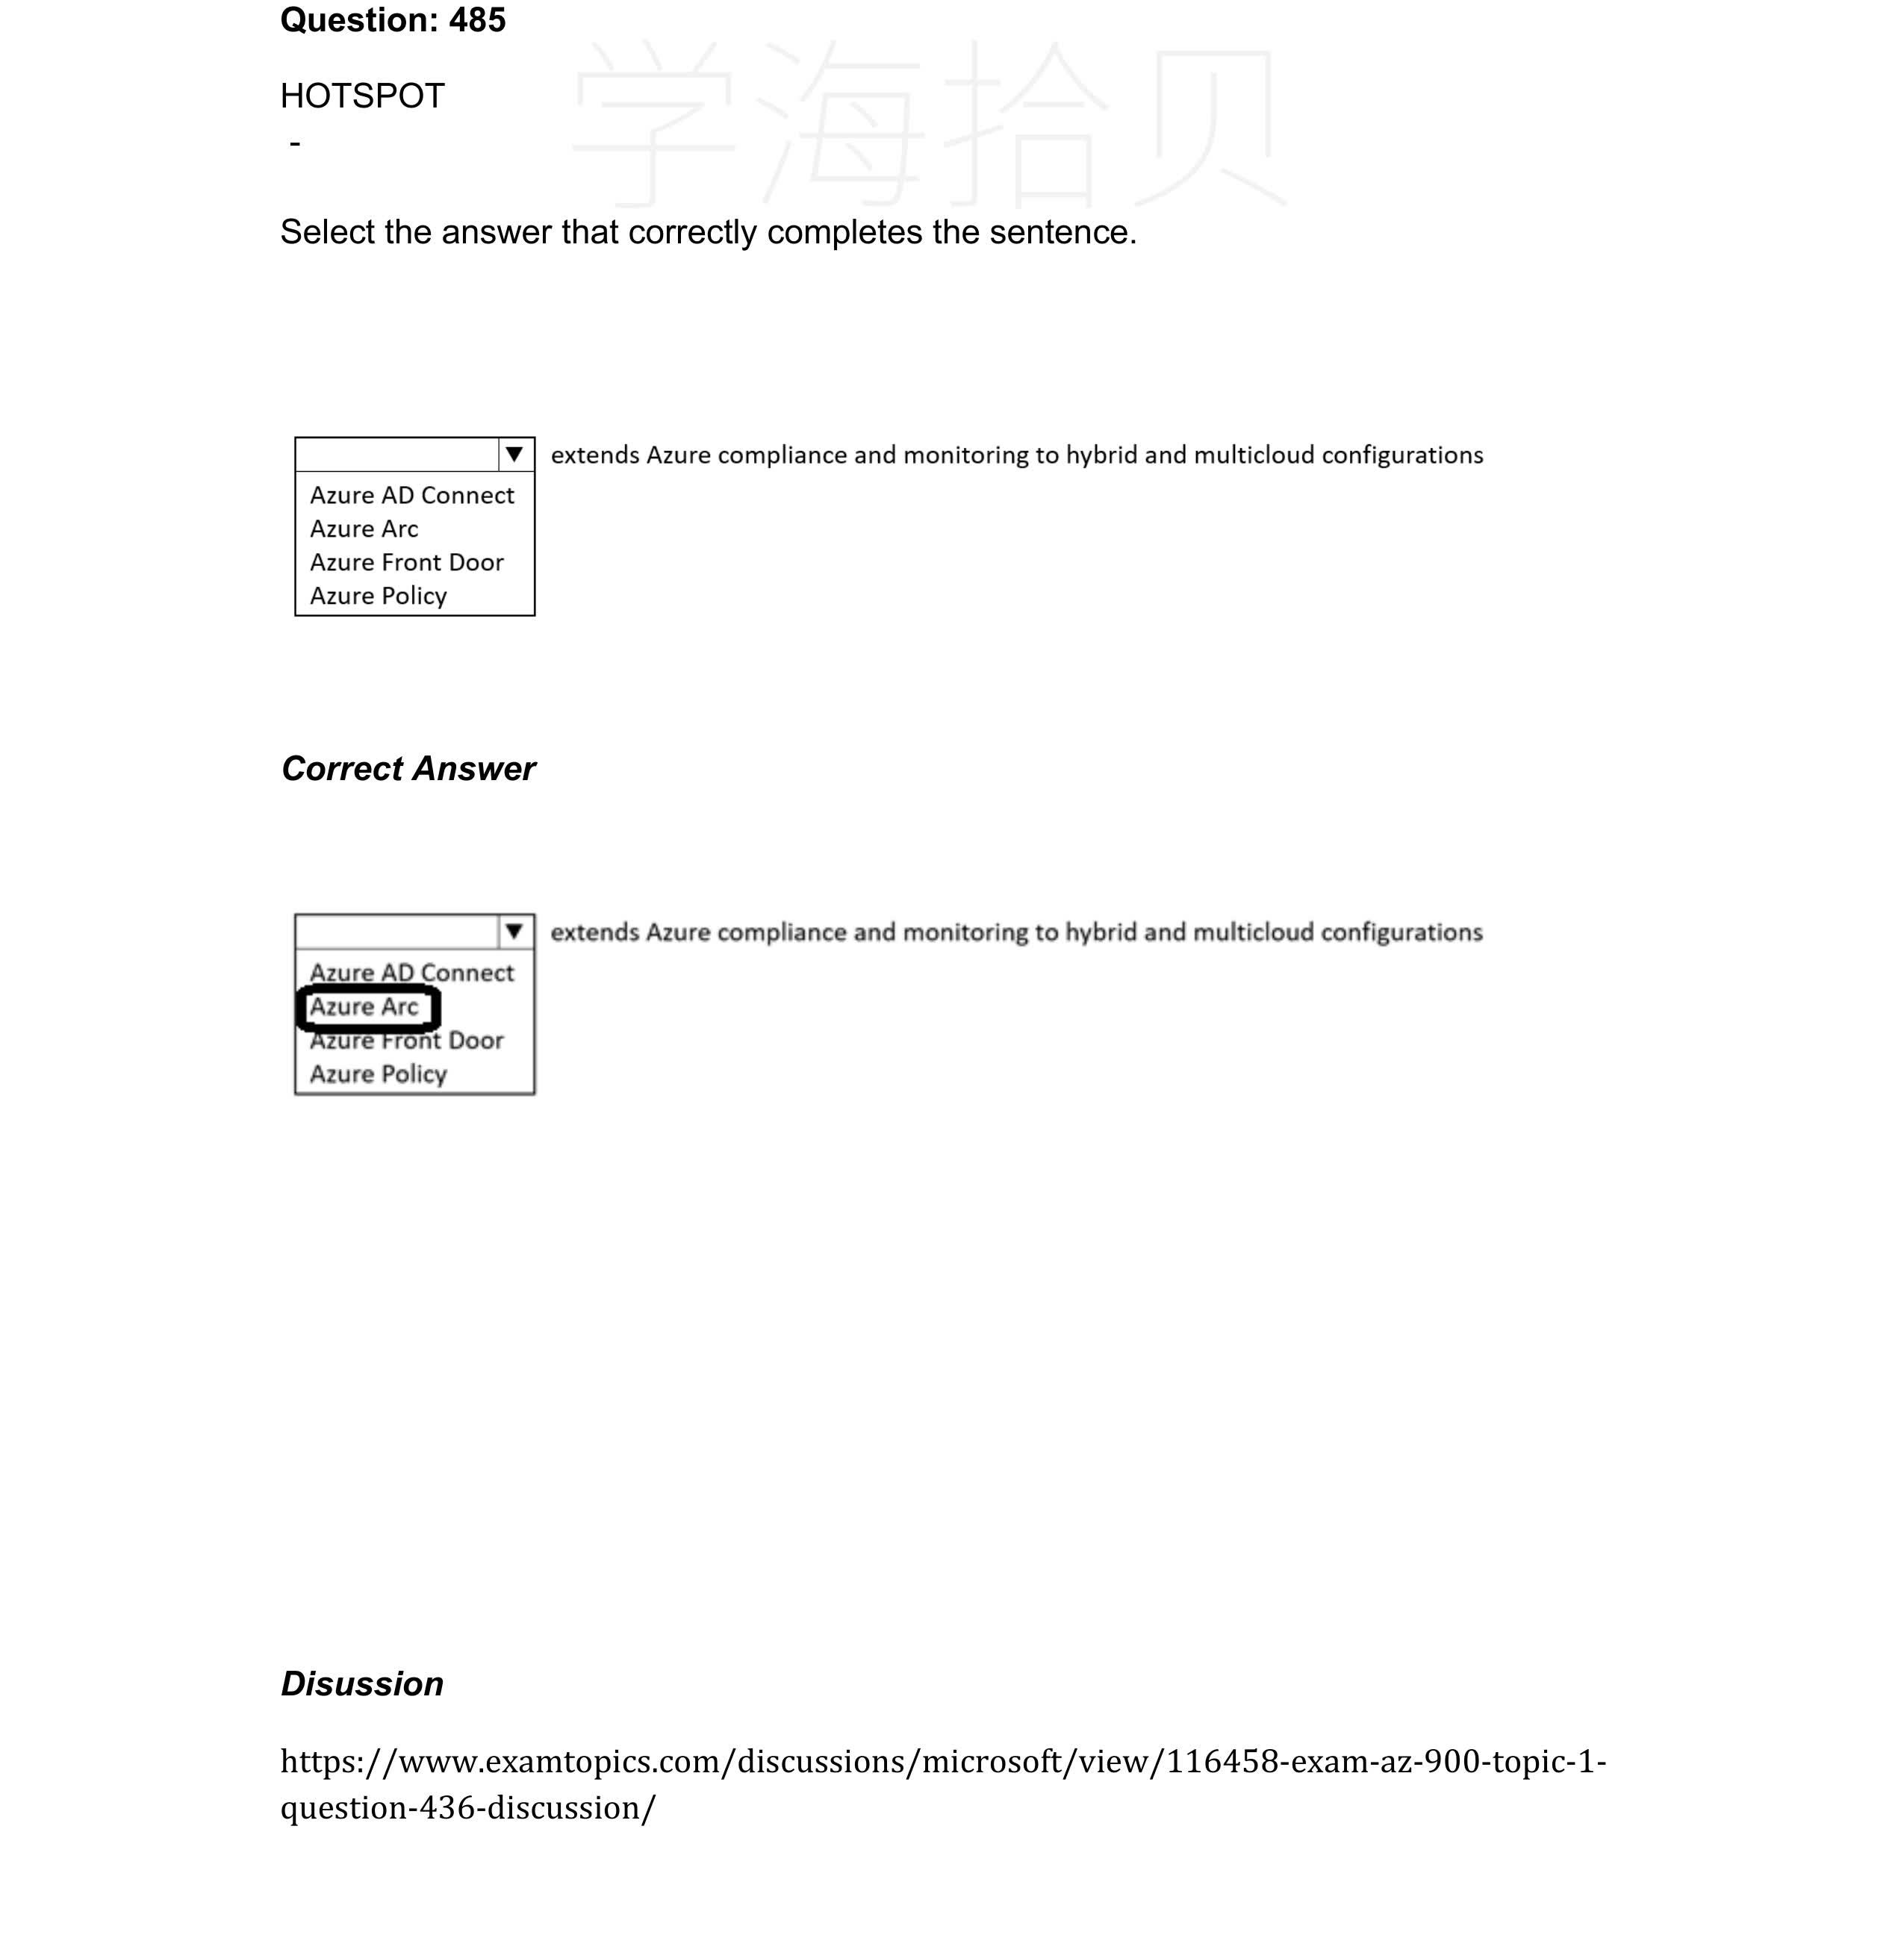 Question: 485
学海拾贝
HOTSPOT
-
Select the answer that correctly completes the sentence.
▼ extends Azure compliance and monitoring to hybrid and multicloud configurations
Azure AD Connect
Azure Arc
Azure Front Door
Azure Policy
Correct Answer
▼ extends Azure compliance and monitoring to hybrid and multicloud configurations
Azure AD Connect
Azure Arc
Azure Front Door
Azure Policy
Disussion
https://www.examtopics.com/discussions/microsoft/view/116458-exam-az-900-topic-1-
question-436-discussion/